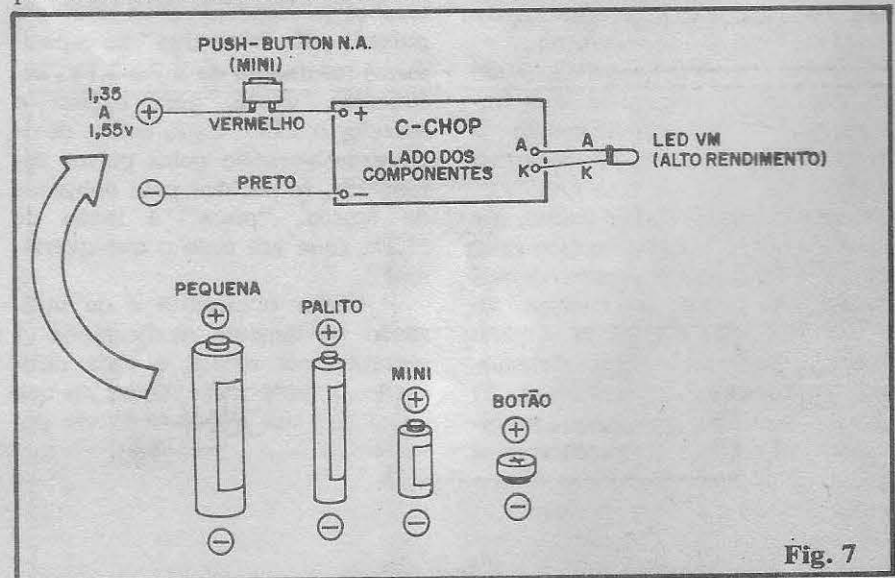 PUSH-BUTTON N.A.
(MINI)
1,35
A
1,55v
+
VERMELHO
+
C-CHOP
LADO DOS
COMPONENTES
A
A
K
K
LED VM
(ALTO RENDIMENTO)
−
PRETO
−
PEQUENA
+
−
PALITO
+
−
MINI
+
−
BOTÃO
+
−
Fig. 7